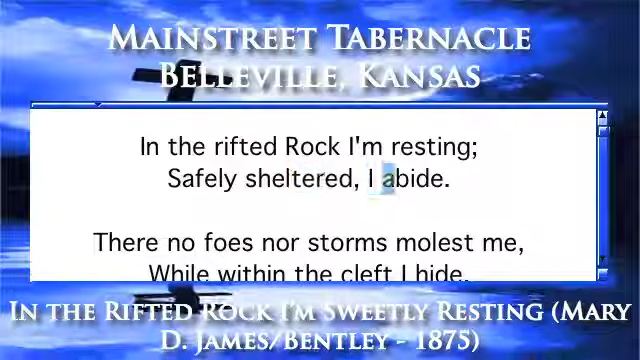 Mainstreet Tabernacle
Belleville, Kansas
In the rifted Rock I'm resting;
Safely sheltered, I abide.
There no foes nor storms molest me,
While within the cleft I hide.
In the Rifted Rock I'm Sweetly Resting (Mary
D. James/Bentley - 1875)